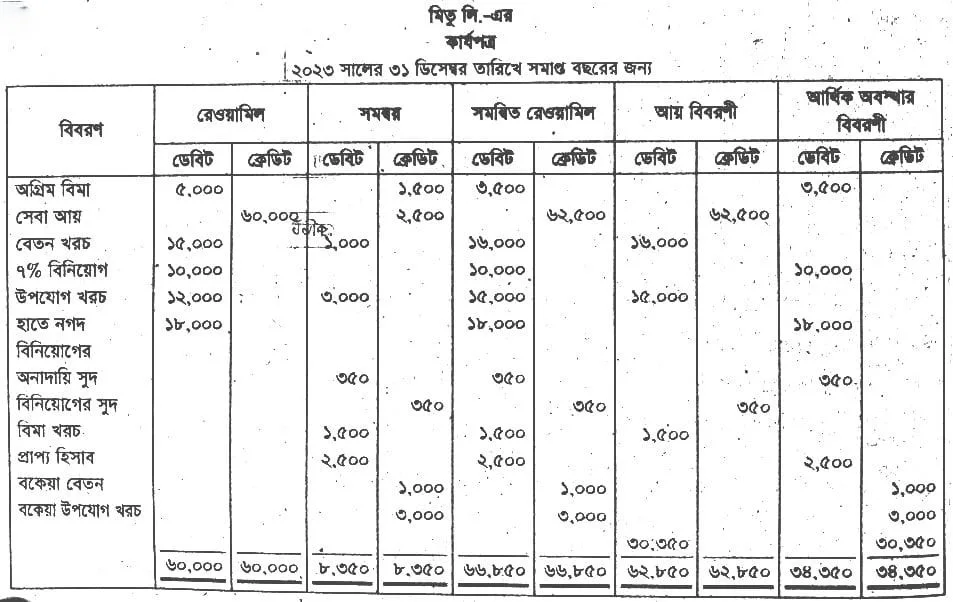 মিতু লি.-এর
কার্যপত্র
২০২৩ সালের ৩১ ডিসেম্বর তারিখে সমাপ্ত বছরের জন্য
বিবরণ রেওয়ামিল সমন্বয় সমন্বিত রেওয়ামিল আয় বিবরণী আর্থিক অবস্থার বিবরণী
ডেবিট ক্রেডিট ডেবিট ক্রেডিট ডেবিট ক্রেডিট ডেবিট ক্রেডিট ডেবিট ক্রেডিট
অগ্রিম বিমা ৫,০০০ ১,৫০০ ৩,৫০০ ৩,৫০০
সেবা আয় ৬০,০০০ ২,৫০০ ৬২,৫০০ ৬২,৫০০
বেতন খরচ ১৫,০০০ ১,০০০ ১৬,০০০ ১৬,০০০
৭% বিনিয়োগ ১০,০০০ ১০,০০০ ১০,০০০
উপযোগ খরচ ১২,০০০ ৩,০০০ ১৫,০০০ ১৫,০০০
হাতে নগদ ১৮,০০০ ১৮,০০০ ১৮,০০০
বিনিয়োগের
অনাদায়ি সুদ ৩৫০ ৩৫০ ৩৫০
বিনিয়োগের সুদ ৩৫০ ৩৫০ ৩৫০
বিমা খরচ ১,৫০০ ১,৫০০ ১,৫০০
প্রাপ্য হিসাব ২,৫০০ ২,৫০০ ২,৫০০
বকেয়া বেতন ১,০০০ ১,০০০ ১,০০০
বকেয়া উপযোগ খরচ ৩,০০০ ৩,০০০ ৩,০০০
৩০,৩৫০ ৩০,৩৫০
৬০,০০০ ৬০,০০০ ৮,৩৫০ ৮,৩৫০ ৬৬,৮৫০ ৬৬,৮৫০ ৬২,৮৫০ ৬২,৮৫০ ৩৪,৩৫০ ৩৪,৩৫০